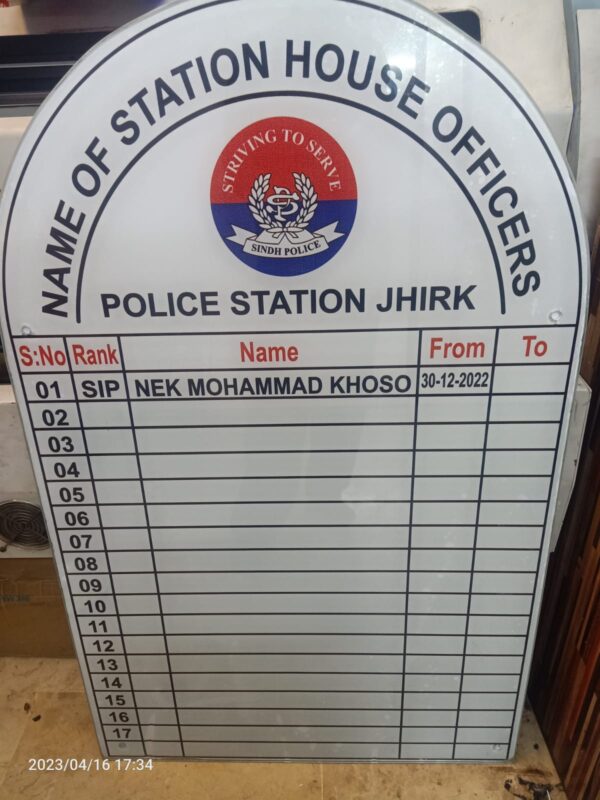 NAME OF STATION HOUSE OFFICERS
STRIVING TO SERVE
SPS
SINDH POLICE
POLICE STATION JHIRK
S:No Rank Name From To
01 SIP NEK MOHAMMAD KHOSO 30-12-2022
02
03
04
05
06
07
08
09
10
11
12
13
14
15
16
17
2023/04/16 17:34